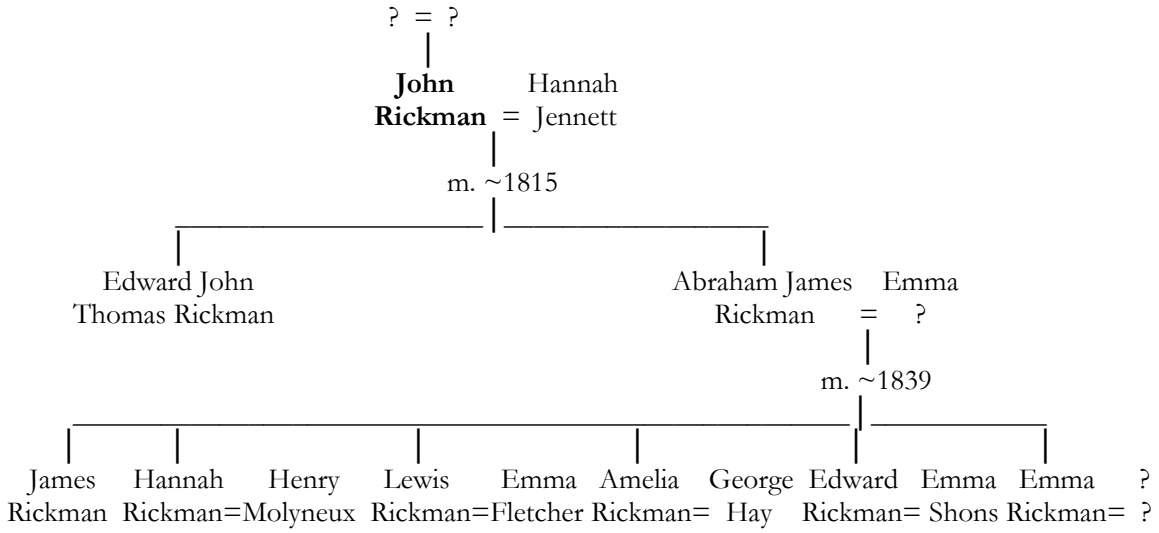 ? = ?
John Hannah
Rickman = Jennett
m. ~1815
Edward John Abraham James Emma
Thomas Rickman Rickman = ?
m. ~1839
James Hannah Henry Lewis Emma Amelia George Edward Emma Emma ?
Rickman Rickman=Molyneux Rickman=Fletcher Rickman= Hay Rickman= Shons Rickman= ?